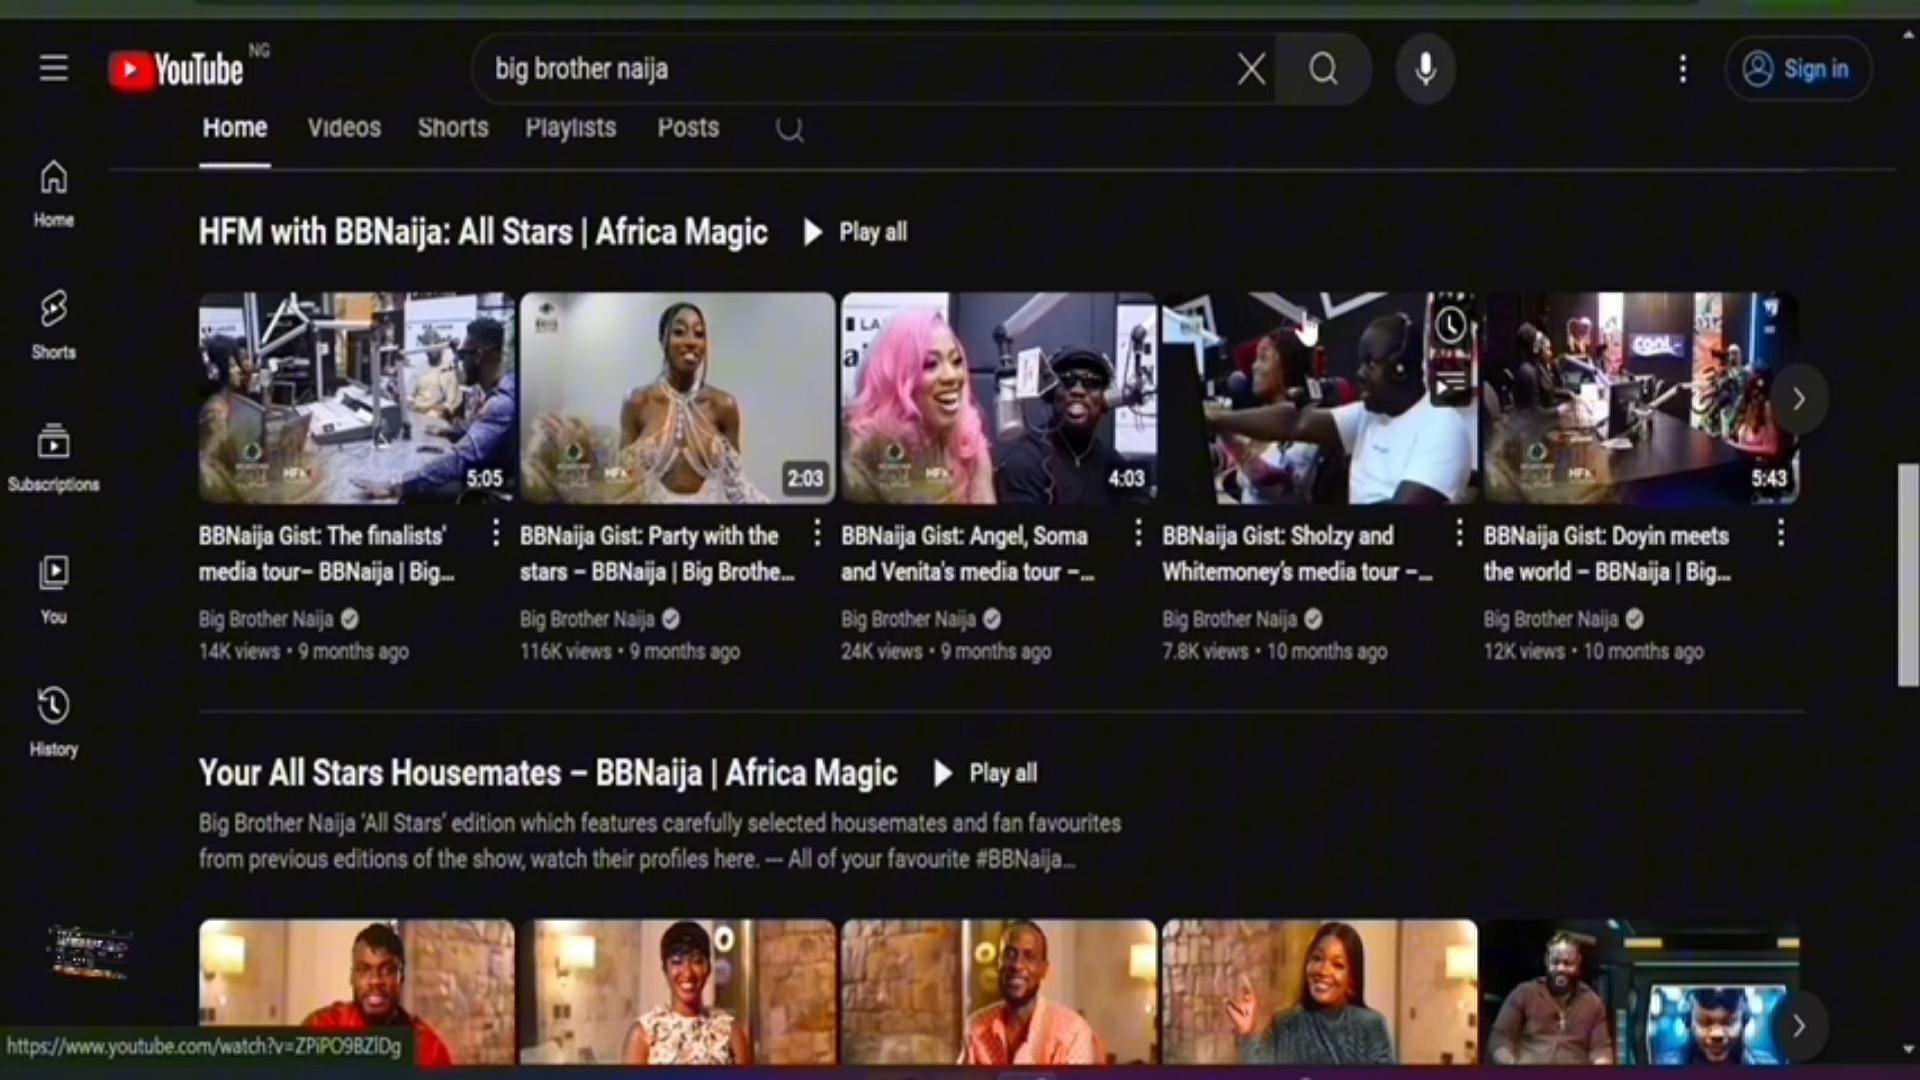 YouTube NG
big brother naija
Sign in
Home Videos Shorts Playlists Posts
Home
Shorts
Subscriptions
You
History
HFM with BBNaija: All Stars | Africa Magic
Play all
5:05
2:03
LA
4:03
COOL
5:43
HFM
HFM
HFM
HFM
BBNaija Gist: The finalists'
media tour– BBNaija | Big...
Big Brother Naija
14K views • 9 months ago
BBNaija Gist: Party with the
stars – BBNaija | Big Brothe...
Big Brother Naija
116K views • 9 months ago
BBNaija Gist: Angel, Soma
and Venita's media tour –...
Big Brother Naija
24K views • 9 months ago
BBNaija Gist: Sholzy and
Whitemoney's media tour –...
Big Brother Naija
7.8K views • 10 months ago
BBNaija Gist: Doyin meets
the world – BBNaija | Big...
Big Brother Naija
12K views • 10 months ago
Your All Stars Housemates – BBNaija | Africa Magic
Play all
Big Brother Naija 'All Stars' edition which features carefully selected housemates and fan favourites
from previous editions of the show, watch their profiles here. --- All of your favourite #BBNaija...
https://www.youtube.com/watch?v=ZPiPO9BZlDg